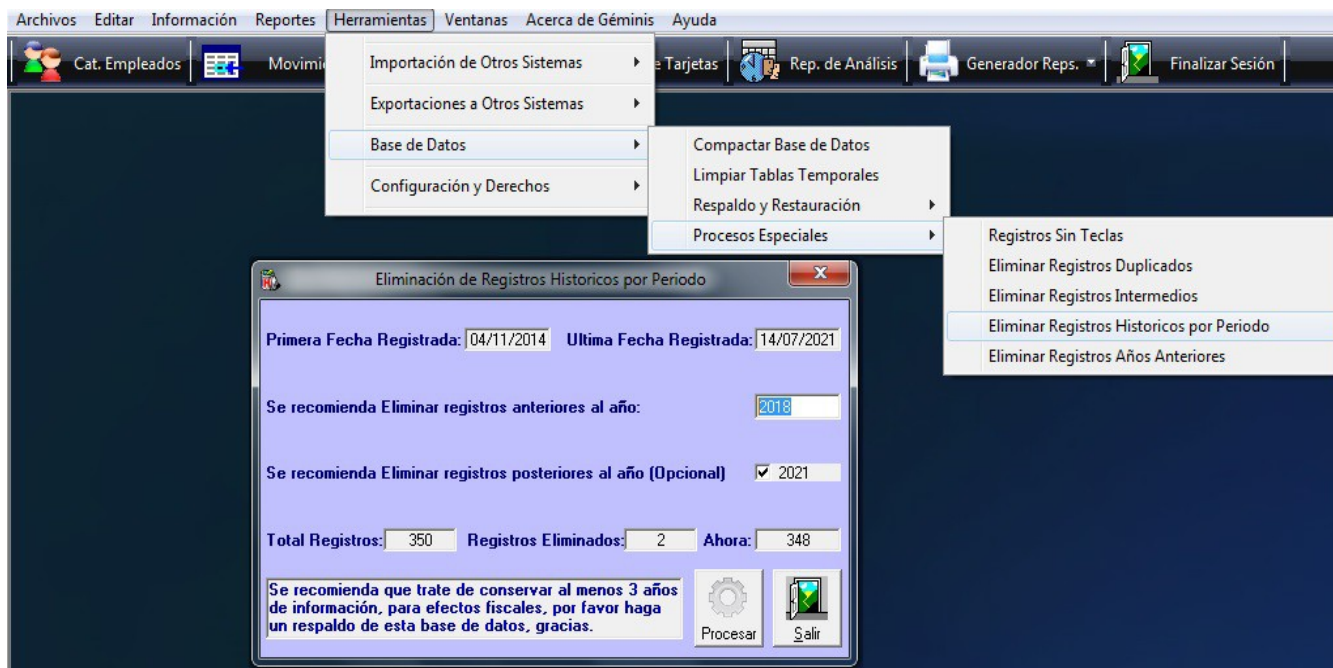 Archivos Editar Información Reportes Herramientas Ventanas Acerca de Géminis Ayuda
Cat. Empleados Movimi e Tarjetas Rep. de Análisis Generador Reps. Finalizar Sesión
Importación de Otros Sistemas
Exportaciones a Otros Sistemas
Base de Datos
Configuración y Derechos
Compactar Base de Datos
Limpiar Tablas Temporales
Respaldo y Restauración
Procesos Especiales
Registros Sin Teclas
Eliminar Registros Duplicados
Eliminar Registros Intermedios
Eliminar Registros Historicos por Periodo
Eliminar Registros Años Anteriores
Eliminación de Registros Historicos por Periodo
Primera Fecha Registrada: 04/11/2014 Ultima Fecha Registrada: 14/07/2021
Se recomienda Eliminar registros anteriores al año: 2018
Se recomienda Eliminar registros posteriores al año (Opcional) 2021
Total Registros: 350 Registros Eliminados: 2 Ahora: 348
Se recomienda que trate de conservar al menos 3 años
de información, para efectos fiscales, por favor haga
un respaldo de esta base de datos, gracias.
Procesar Salir